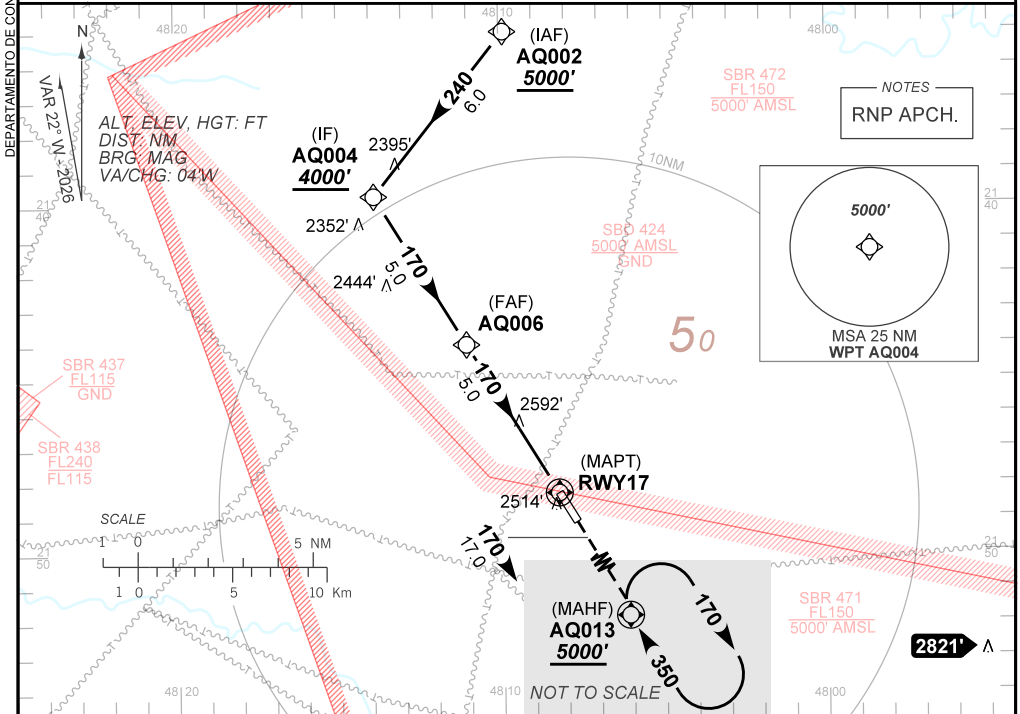 DEPARTAMENTO DE CON
48 20
48 10
48 00
N
VAR 22° W - 2026
ALT, ELEV, HGT: FT
DIST: NM
BRG: MAG
VA/CHG: 04'W
(IAF)
AQ002
5000'
240
6.0
(IF)
AQ004
4000'
2395'
2352'
2444'
10NM
SBR 472
FL150
5000' AMSL
NOTES
RNP APCH.
5000'
MSA 25 NM
WPT AQ004
21
40
21
40
SBD 424
5000' AMSL
GND
170
5.0
(FAF)
AQ006
50
170
5.0
2592'
SBR 437
FL115
GND
SBR 438
FL240
FL115
(MAPT)
RWY17
2514'
SCALE
1 0 5 NM
1 0 5 10 Km
170
17.0
21
50
21
50
(MAHF)
AQ013
5000'
170
350
NOT TO SCALE
SBR 471
FL150
5000' AMSL
2821'
48 20
48 10
48 00